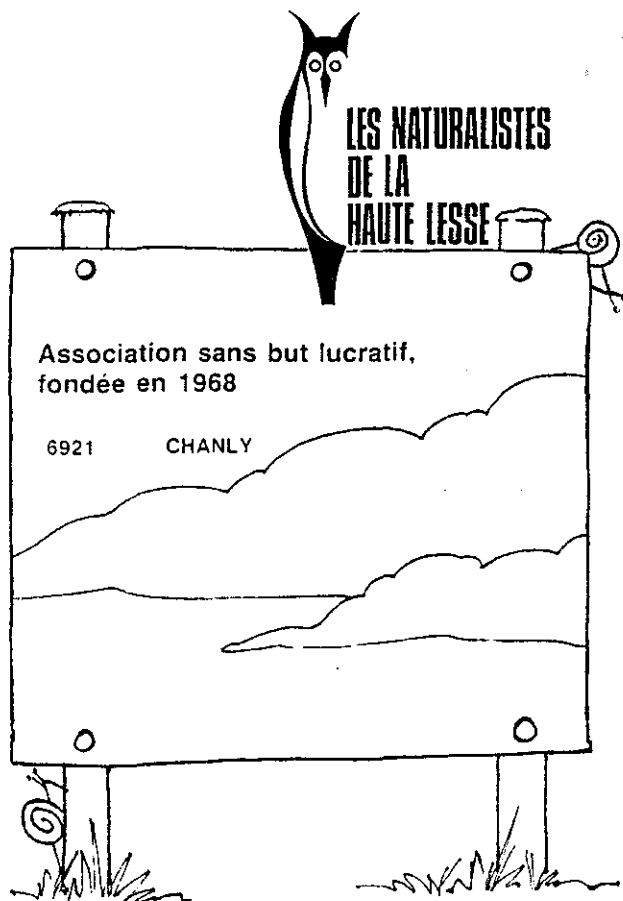 LES NATURALISTES
DE LA
HAUTE LESSE
Association sans but lucratif,
fondée en 1968
6921 CHANLY